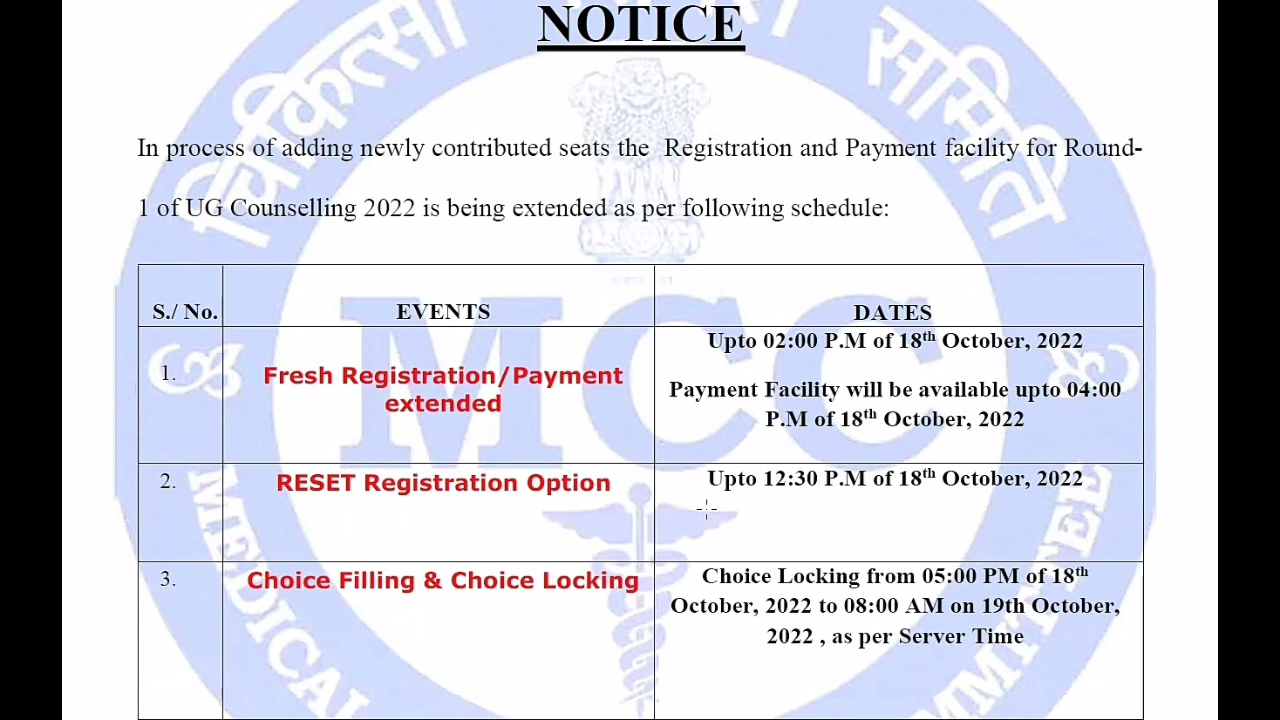 NOTICE
चिकित्सा
समिति
In process of adding newly contributed seats the Registration and Payment facility for Round-
1 of UG Counselling 2022 is being extended as per following schedule:
S./ No.
EVENTS
DATES
1.
Fresh Registration/Payment
extended
Upto 02:00 P.M of 18th October, 2022
Payment Facility will be available upto 04:00
P.M of 18th October, 2022
2.
RESET Registration Option
Upto 12:30 P.M of 18th October, 2022
3.
Choice Filling & Choice Locking
Choice Locking from 05:00 PM of 18th
October, 2022 to 08:00 AM on 19th October,
2022 , as per Server Time
MCC
MEDICAL
MMITTEE